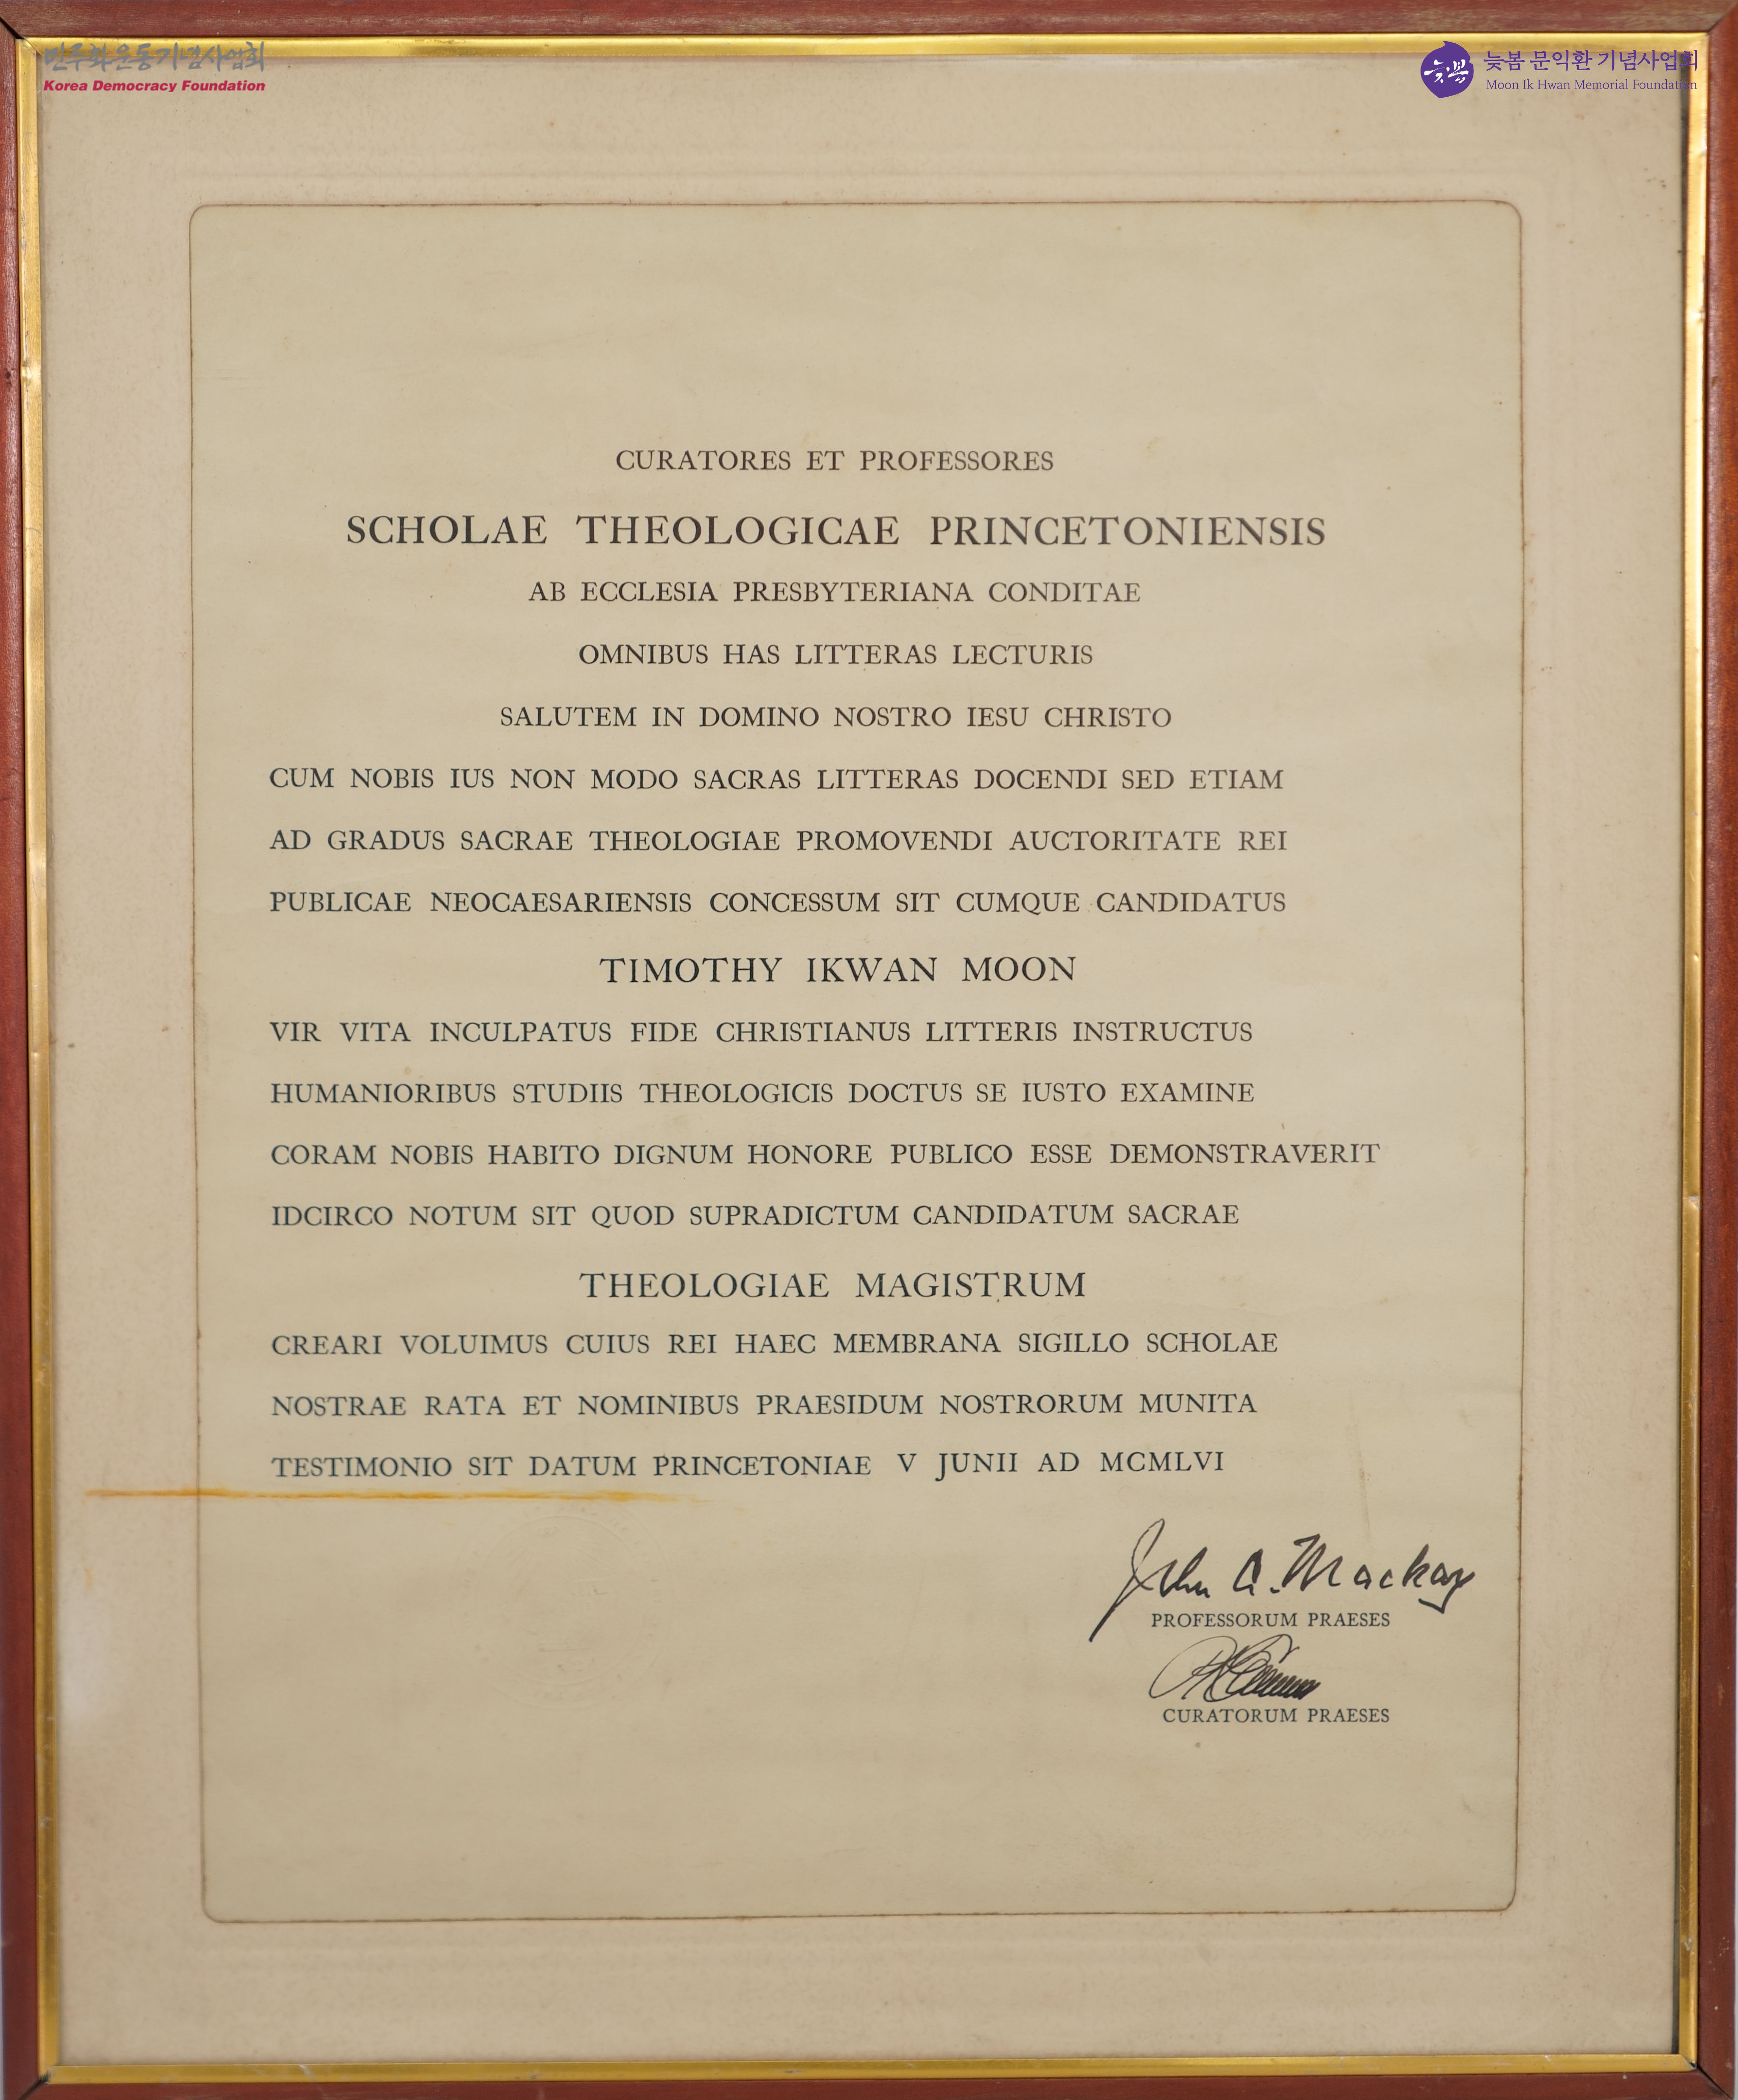 민주화운동기념사업회
Korea Democracy Foundation
늦봄
늦봄 문익환 기념사업회
Moon Ik Hwan Memorial Foundation
CURATORES ET PROFESSORES
SCHOLAE THEOLOGICAE PRINCETONIENSIS
AB ECCLESIA PRESBYTERIANA CONDITAE
OMNIBUS HAS LITTERAS LECTURIS
SALUTEM IN DOMINO NOSTRO IESU CHRISTO
CUM NOBIS IUS NON MODO SACRAS LITTERAS DOCENDI SED ETIAM
AD GRADUS SACRAE THEOLOGIAE PROMOVENDI AUCTORITATE REI
PUBLICAE NEOCAESARIENSIS CONCESSUM SIT CUMQUE CANDIDATUS
TIMOTHY IKWAN MOON
VIR VITA INCULPATUS FIDE CHRISTIANUS LITTERIS INSTRUCTUS
HUMANIORIBUS STUDIIS THEOLOGICIS DOCTUS SE IUSTO EXAMINE
CORAM NOBIS HABITO DIGNUM HONORE PUBLICO ESSE DEMONSTRAVERIT
IDCIRCO NOTUM SIT QUOD SUPRADICTUM CANDIDATUM SACRAE
THEOLOGIAE MAGISTRUM
CREARI VOLUIMUS CUIUS REI HAEC MEMBRANA SIGILLO SCHOLAE
NOSTRAE RATA ET NOMINIBUS PRAESIDUM NOSTRORUM MUNITA
TESTIMONIO SIT DATUM PRINCETONIAE V JUNII AD MCMLVI
John A. Mackay
PROFESSORUM PRAESES
CURATORUM PRAESES